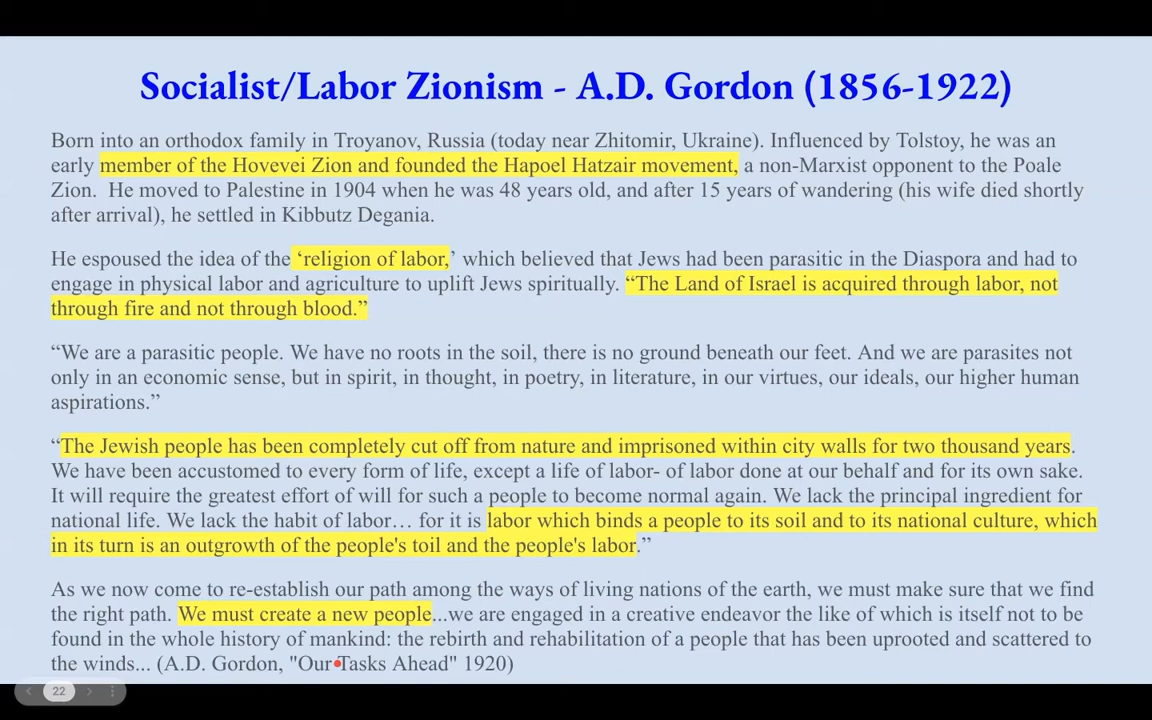 Socialist/Labor Zionism - A.D. Gordon (1856-1922)
Born into an orthodox family in Troyanov, Russia (today near Zhitomir, Ukraine). Influenced by Tolstoy, he was an
early member of the Hovevei Zion and founded the Hapoel Hatzair movement, a non-Marxist opponent to the Poale
Zion.  He moved to Palestine in 1904 when he was 48 years old, and after 15 years of wandering (his wife died shortly
after arrival), he settled in Kibbutz Degania.
He espoused the idea of the ‘religion of labor,’ which believed that Jews had been parasitic in the Diaspora and had to
engage in physical labor and agriculture to uplift Jews spiritually. “The Land of Israel is acquired through labor, not
through fire and not through blood.”
“We are a parasitic people. We have no roots in the soil, there is no ground beneath our feet. And we are parasites not
only in an economic sense, but in spirit, in thought, in poetry, in literature, in our virtues, our ideals, our higher human
aspirations.”
“The Jewish people has been completely cut off from nature and imprisoned within city walls for two thousand years.
We have been accustomed to every form of life, except a life of labor- of labor done at our behalf and for its own sake.
It will require the greatest effort of will for such a people to become normal again. We lack the principal ingredient for
national life. We lack the habit of labor… for it is labor which binds a people to its soil and to its national culture, which
in its turn is an outgrowth of the people's toil and the people's labor.”
As we now come to re-establish our path among the ways of living nations of the earth, we must make sure that we find
the right path. We must create a new people...we are engaged in a creative endeavor the like of which is itself not to be
found in the whole history of mankind: the rebirth and rehabilitation of a people that has been uprooted and scattered to
the winds... (A.D. Gordon, "Our Tasks Ahead" 1920)
22